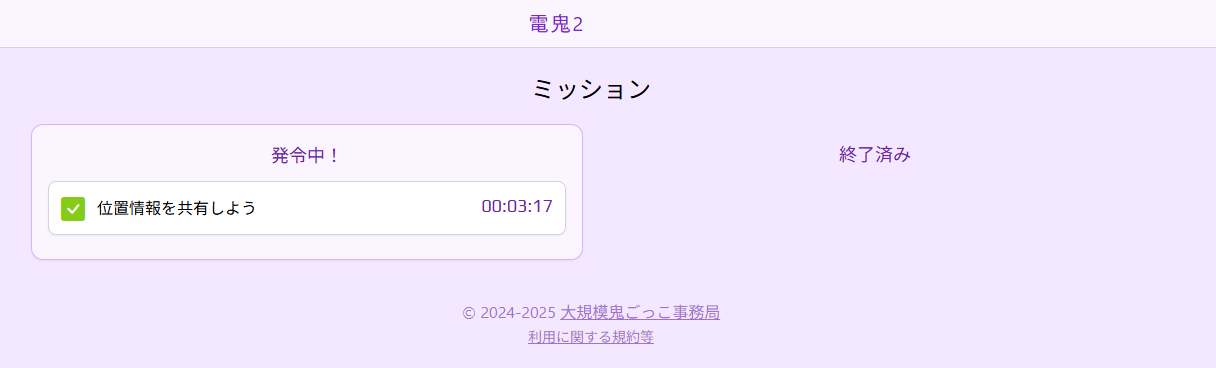 電鬼2
ミッション
発令中！
位置情報を共有しよう 00:03:17
終了済み
© 2024-2025 大規模鬼ごっこ事務局
利用に関する規約等